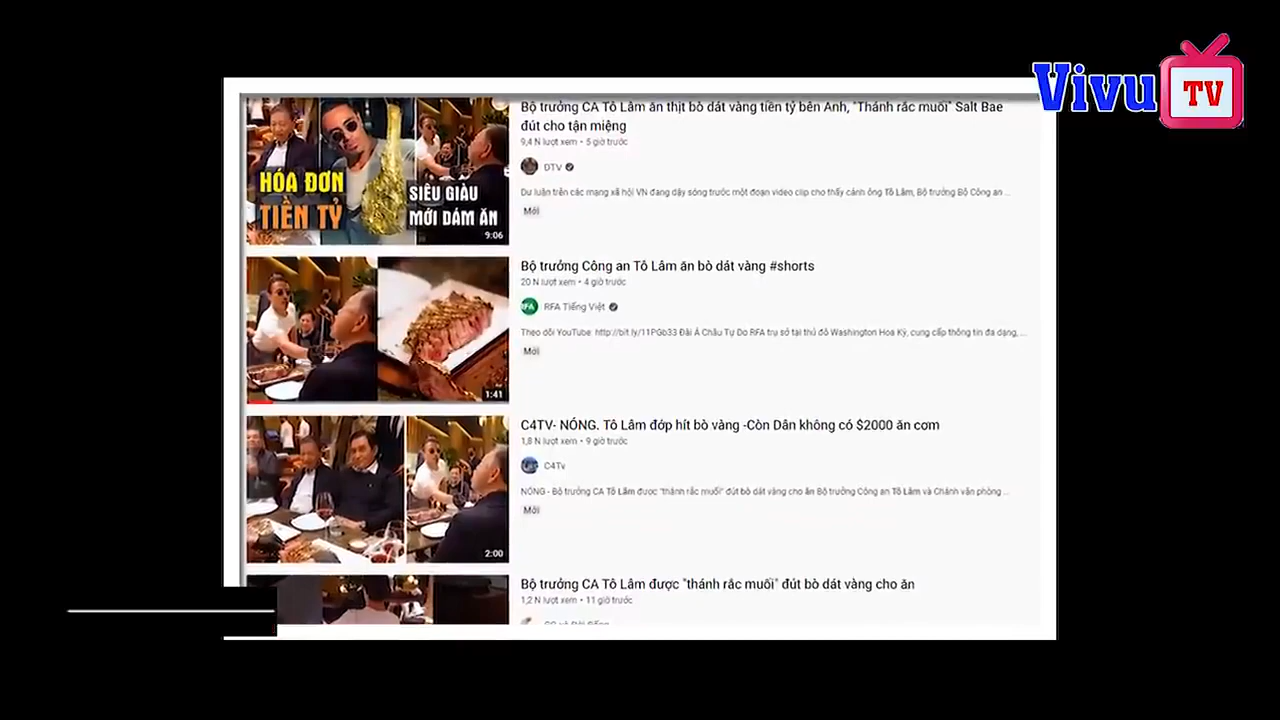 Vivu TV
Bộ trưởng CA Tô Lâm ăn thịt bò dát vàng tiền tỷ bên Anh, "Thánh rắc muối" Salt Bae
đút cho tận miệng
9,4 N lượt xem • 5 giờ trước
ĐTV
Dư luận trên các mạng xã hội VN đang dậy sóng trước một đoạn video clip cho thấy cảnh ông Tô Lâm, Bộ trưởng Bộ Công an ...
Mới
HÓA ĐƠN
TIỀN TỶ
SIÊU GIÀU
MỚI DÁM ĂN
9:06
Bộ trưởng Công an Tô Lâm ăn bò dát vàng #shorts
20 N lượt xem • 4 giờ trước
RFA RFA Tiếng Việt
Theo dõi YouTube: http://bit.ly/11PGb33 Đài Á Châu Tự Do RFA trụ sở tại thủ đô Washington Hoa Kỳ, cung cấp thông tin đa dạng, ...
Mới
1:41
C4TV- NÓNG. Tô Lâm đớp hít bò vàng -Còn Dân không có $2000 ăn cơm
1,8 N lượt xem • 9 giờ trước
C4Tv
NÓNG - Bộ trưởng CA Tô Lâm được "thánh rắc muối" đút bò dát vàng cho ăn Bộ trưởng Công an Tô Lâm và Chánh văn phòng ...
Mới
2:00
Bộ trưởng CA Tô Lâm được "thánh rắc muối" đút bò dát vàng cho ăn
1,2 N lượt xem • 11 giờ trước